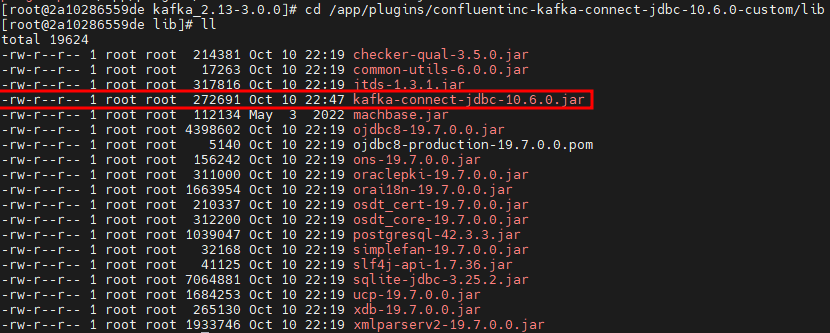 [root@2a10286559de kafka_2.13-3.0.0]# cd /app/plugins/confluentinc-kafka-connect-jdbc-10.6.0-custom/lib
[root@2a10286559de lib]# ll
total 19624
-rw-r--r-- 1 root root  214381 Oct 10 22:19 checker-qual-3.5.0.jar
-rw-r--r-- 1 root root   17263 Oct 10 22:19 common-utils-6.0.0.jar
-rw-r--r-- 1 root root  317816 Oct 10 22:19 jtds-1.3.1.jar
-rw-r--r-- 1 root root  272691 Oct 10 22:47 kafka-connect-jdbc-10.6.0.jar
-rw-r--r-- 1 root root  112134 May  3  2022 machbase.jar
-rw-r--r-- 1 root root 4398602 Oct 10 22:19 ojdbc8-19.7.0.0.jar
-rw-r--r-- 1 root root    5140 Oct 10 22:19 ojdbc8-production-19.7.0.0.pom
-rw-r--r-- 1 root root  156242 Oct 10 22:19 ons-19.7.0.0.jar
-rw-r--r-- 1 root root  311000 Oct 10 22:19 oraclepki-19.7.0.0.jar
-rw-r--r-- 1 root root 1663954 Oct 10 22:19 orai18n-19.7.0.0.jar
-rw-r--r-- 1 root root  210337 Oct 10 22:19 osdt_cert-19.7.0.0.jar
-rw-r--r-- 1 root root  312200 Oct 10 22:19 osdt_core-19.7.0.0.jar
-rw-r--r-- 1 root root 1039047 Oct 10 22:19 postgresql-42.3.3.jar
-rw-r--r-- 1 root root   32168 Oct 10 22:19 simplefan-19.7.0.0.jar
-rw-r--r-- 1 root root   41125 Oct 10 22:19 slf4j-api-1.7.36.jar
-rw-r--r-- 1 root root 7064881 Oct 10 22:19 sqlite-jdbc-3.25.2.jar
-rw-r--r-- 1 root root 1684253 Oct 10 22:19 ucp-19.7.0.0.jar
-rw-r--r-- 1 root root  265130 Oct 10 22:19 xdb-19.7.0.0.jar
-rw-r--r-- 1 root root 1933746 Oct 10 22:19 xmlparserv2-19.7.0.0.jar